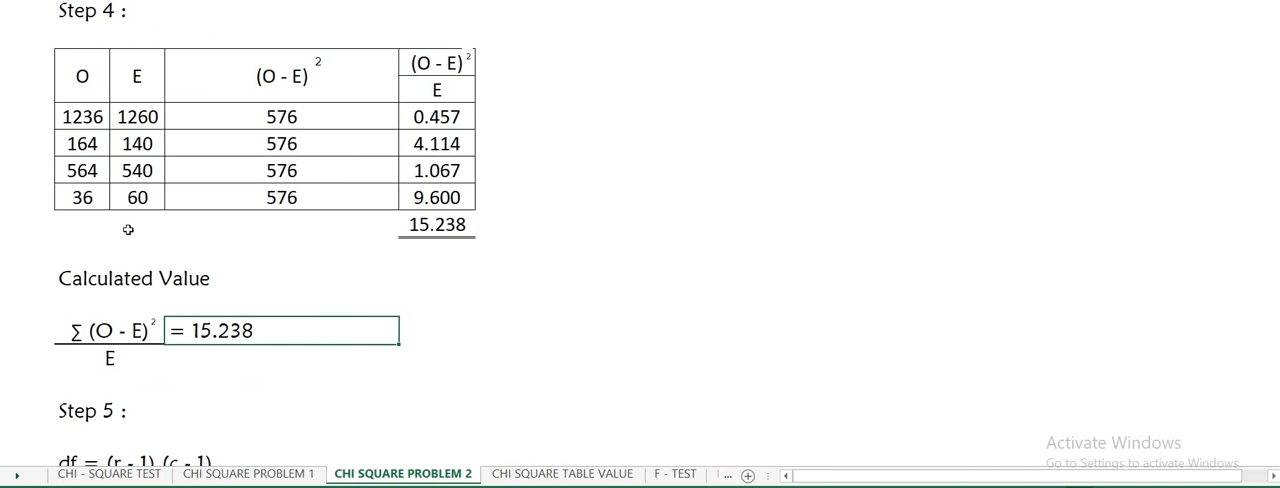 Step 4 :
O E (O - E) 2 (O - E) 2
E
1236 1260 576 0.457
164 140 576 4.114
564 540 576 1.067
36 60 576 9.600
15.238
Calculated Value
∑ (O - E) 2 = 15.238
E
Step 5 :
df = (r - 1) (c - 1)
Activate Windows
Go to Settings to activate Windows.
CHI - SQUARE TEST CHI SQUARE PROBLEM 1 CHI SQUARE PROBLEM 2 CHI SQUARE TABLE VALUE F - TEST ...